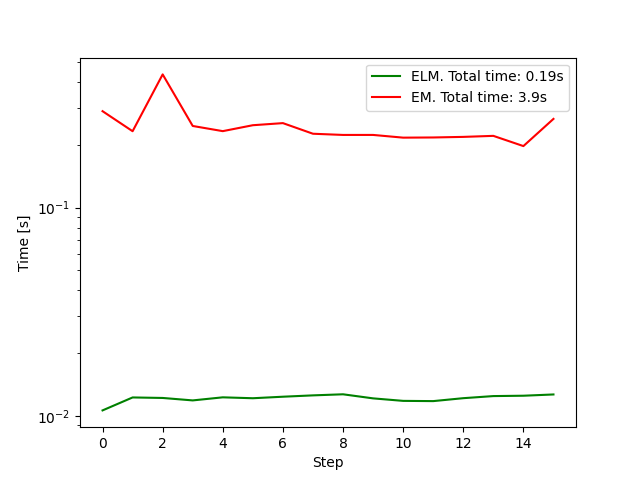 ELM. Total time: 0.19s
EM. Total time: 3.9s
Time [s]
10⁻¹
10⁻²
0 2 4 6 8 10 12 14
Step